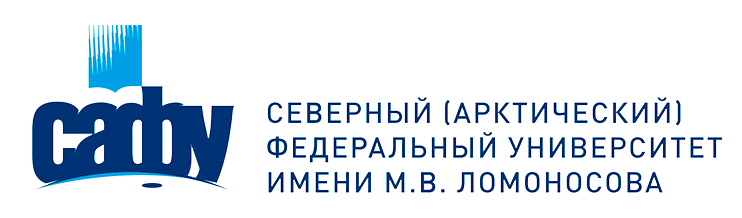 сафу
СЕВЕРНЫЙ (АРКТИЧЕСКИЙ)
ФЕДЕРАЛЬНЫЙ УНИВЕРСИТЕТ
ИМЕНИ М.В. ЛОМОНОСОВА